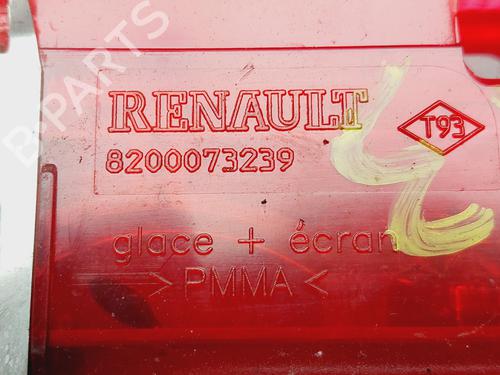 RENAULT
8200073239
T93
glace + écran
>PMMA<
B-PARTS